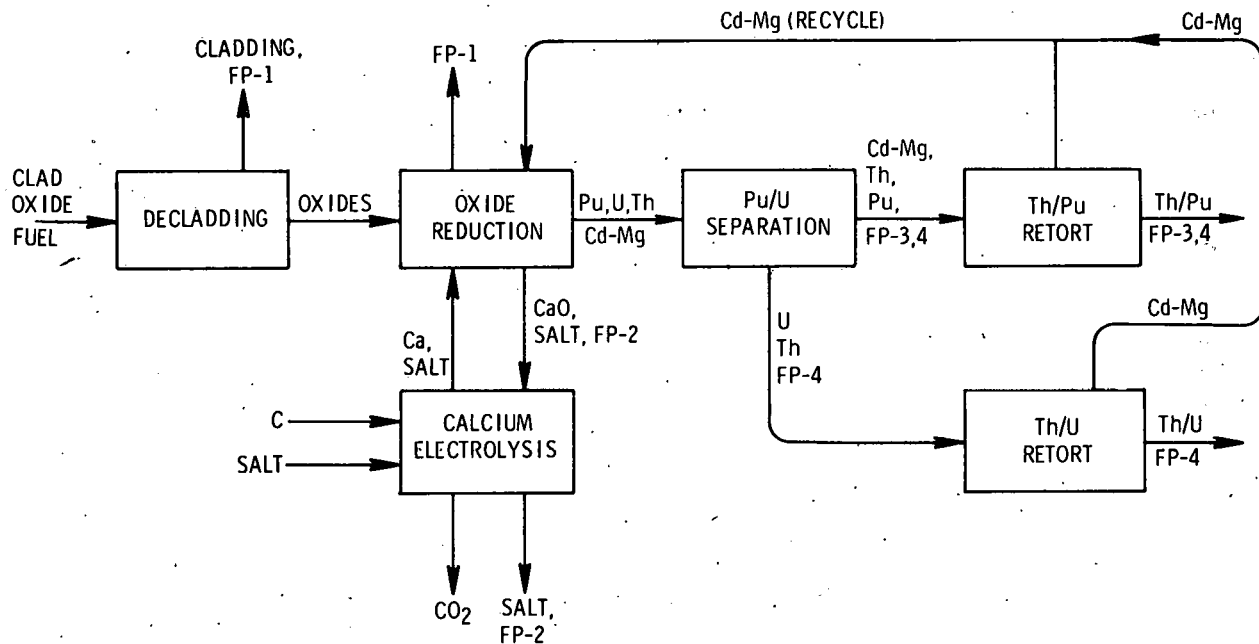 Cd-Mg (RECYCLE)
Cd-Mg
CLADDING,
FP-1
FP-1
CLAD
OXIDE
FUEL
DECLADDING
OXIDES
OXIDE
REDUCTION
Pu, U, Th
Cd-Mg
Pu/U
SEPARATION
Cd-Mg,
Th,
Pu,
FP-3,4
Th/Pu
RETORT
Th/Pu
FP-3,4
Ca,
SALT
CaO,
SALT, FP-2
U
Th
FP-4
Cd-Mg
C
SALT
CALCIUM
ELECTROLYSIS
Th/U
RETORT
Th/U
FP-4
CO2
SALT,
FP-2